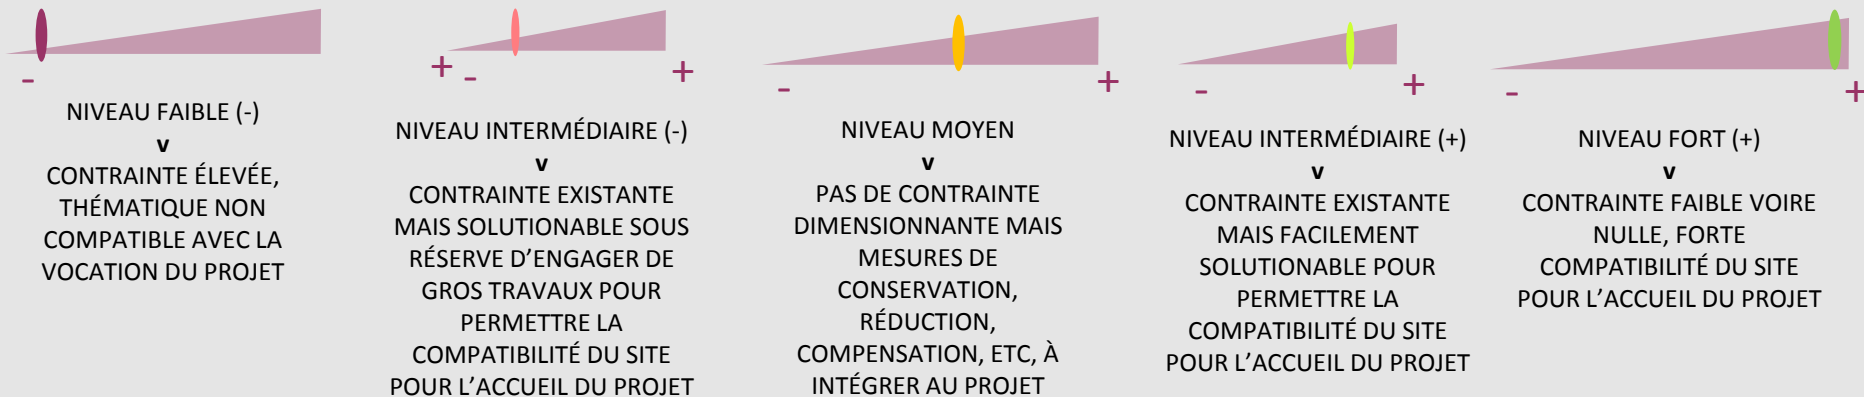 -
NIVEAU FAIBLE (-)
v
CONTRAINTE ÉLEVÉE,
THÉMATIQUE NON
COMPATIBLE AVEC LA
VOCATION DU PROJET
+ - +
NIVEAU INTERMÉDIAIRE (-)
v
CONTRAINTE EXISTANTE
MAIS SOLUTIONABLE SOUS
RÉSERVE D’ENGAGER DE
GROS TRAVAUX POUR
PERMETTRE LA
COMPATIBILITÉ DU SITE
POUR L’ACCUEIL DU PROJET
- +
NIVEAU MOYEN
v
PAS DE CONTRAINTE
DIMENSIONNANTE MAIS
MESURES DE
CONSERVATION,
RÉDUCTION,
COMPENSATION, ETC, À
INTÉGRER AU PROJET
- +
NIVEAU INTERMÉDIAIRE (+)
v
CONTRAINTE EXISTANTE
MAIS FACILEMENT
SOLUTIONABLE POUR
PERMETTRE LA
COMPATIBILITÉ DU SITE
POUR L’ACCUEIL DU PROJET
- +
NIVEAU FORT (+)
v
CONTRAINTE FAIBLE VOIRE
NULLE, FORTE
COMPATIBILITÉ DU SITE
POUR L’ACCUEIL DU PROJET